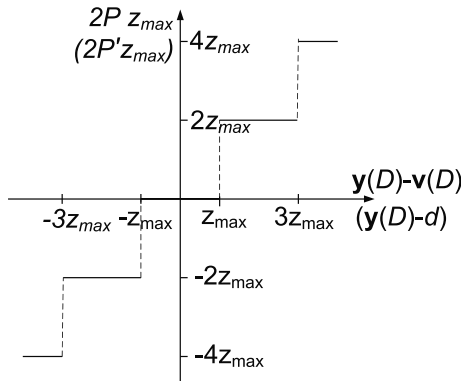 2P z_max
(2P'z_max)
4z_max
2z_max
y(D)-v(D)
(y(D)-d)
-3z_max -z_max z_max 3z_max
-2z_max
-4z_max